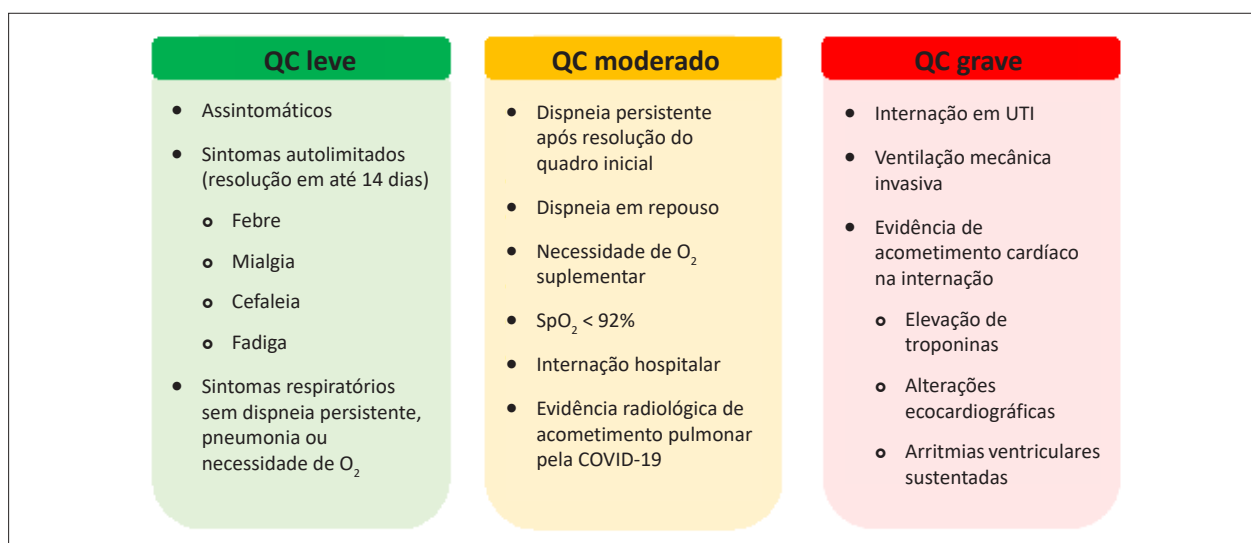 QC leve
• Assintomáticos
• Sintomas autolimitados
(resolução em até 14 dias)
o Febre
o Mialgia
o Cefaleia
o Fadiga
• Sintomas respiratórios
sem dispneia persistente,
pneumonia ou
necessidade de O₂
QC moderado
• Dispneia persistente
após resolução do
quadro inicial
• Dispneia em repouso
• Necessidade de O₂
suplementar
• SpO₂ < 92%
• Internação hospitalar
• Evidência radiológica de
acometimento pulmonar
pela COVID-19
QC grave
• Internação em UTI
• Ventilação mecânica
invasiva
• Evidência de
acometimento cardíaco
na internação
o Elevação de
troponinas
o Alterações
ecocardiográficas
o Arritmias ventriculares
sustentadas